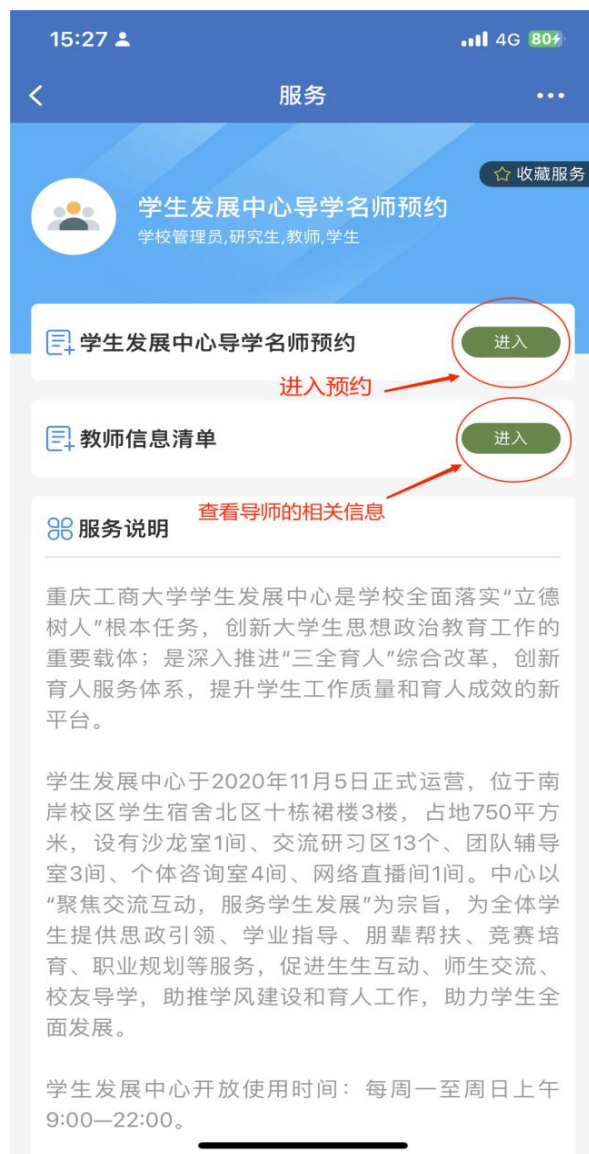 15:27
4G 80
服务
收藏服务
学生发展中心导学名师预约
学校管理员,研究生,教师,学生
学生发展中心导学名师预约
进入
进入预约
教师信息清单
进入
查看导师的相关信息
服务说明
重庆工商大学学生发展中心是学校全面落实“立德
树人”根本任务，创新大学生思想政治教育工作的
重要载体；是深入推进“三全育人”综合改革，创新
育人服务体系，提升学生工作质量和育人成效的新
平台。
学生发展中心于2020年11月5日正式运营，位于南
岸校区学生宿舍北区十栋裙楼3楼，占地750平方
米，设有沙龙室1间、交流研习区13个、团队辅导
室3间、个体咨询室4间、网络直播间1间。中心以
“聚焦交流互动，服务学生发展”为宗旨，为全体学
生提供思政引领、学业指导、朋辈帮扶、竞赛培
育、职业规划等服务，促进生生互动、师生交流、
校友导学，助推学风建设和育人工作，助力学生全
面发展。
学生发展中心开放使用时间：每周一至周日上午
9:00—22:00。